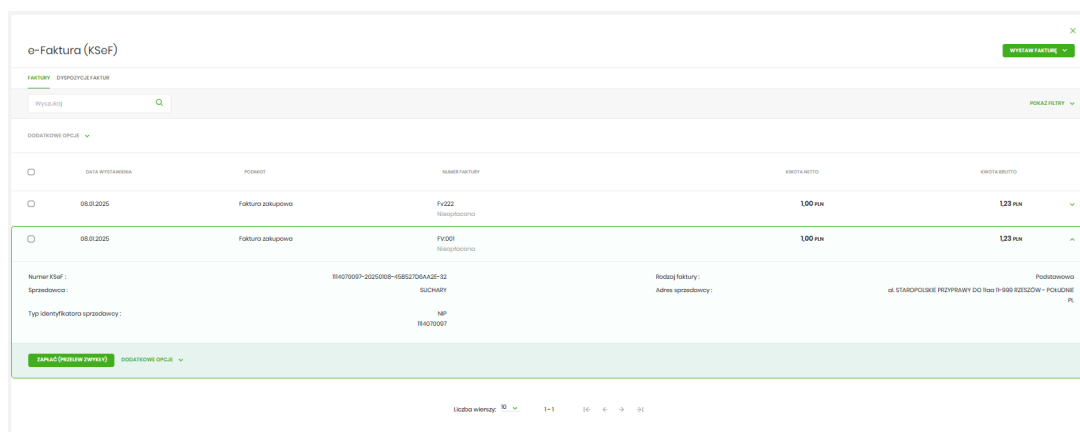 e-Faktura (KSeF)
WYSTAW FAKTURĘ
FAKTURY DYSPOZYCJE FAKTUR
Wyszukaj
POKAŻ FILTRY
DODATKOWE OPCJE
DATA WYSTAWIENIA PODMIOT NUMER FAKTURY KWOTA NETTO KWOTA BRUTTO
08.01.2025 Faktura zakupowa Fv222 1,00 PLN 1,23 PLN
Nieopłacona
08.01.2025 Faktura zakupowa FV:001 1,00 PLN 1,23 PLN
Nieopłacona
Numer KSeF : 1114070097-20250108-45B527D6AA2E-32 Rodzaj faktury : Podstawowa
Sprzedawca : SUCHARY Adres sprzedawcy : al. STAROPOLSKIE PRZYPRAWY DO 11aa 11-999 RZESZÓW - POŁUDNIE
PL
Typ identyfikatora sprzedawcy : NIP
1114070097
ZAPŁAĆ (PRZELEW ZWYKŁY) DODATKOWE OPCJE
Liczba wierszy: 10 1-1